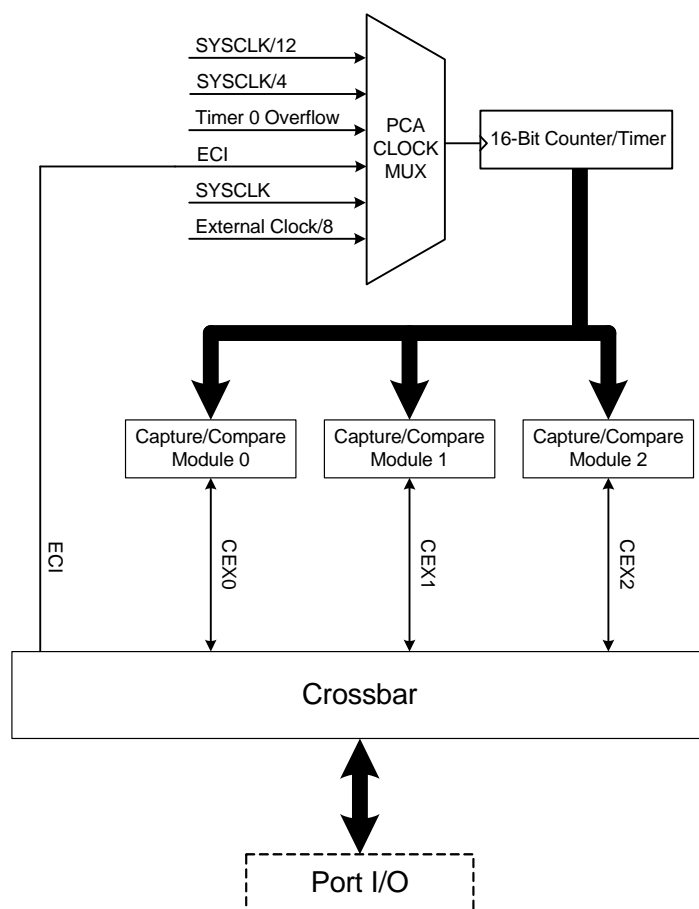 SYSCLK/12
SYSCLK/4
Timer 0 Overflow
ECI
SYSCLK
External Clock/8
PCA
CLOCK
MUX
16-Bit Counter/Timer
Capture/Compare
Module 0
Capture/Compare
Module 1
Capture/Compare
Module 2
ECI
CEX0
CEX1
CEX2
Crossbar
Port I/O